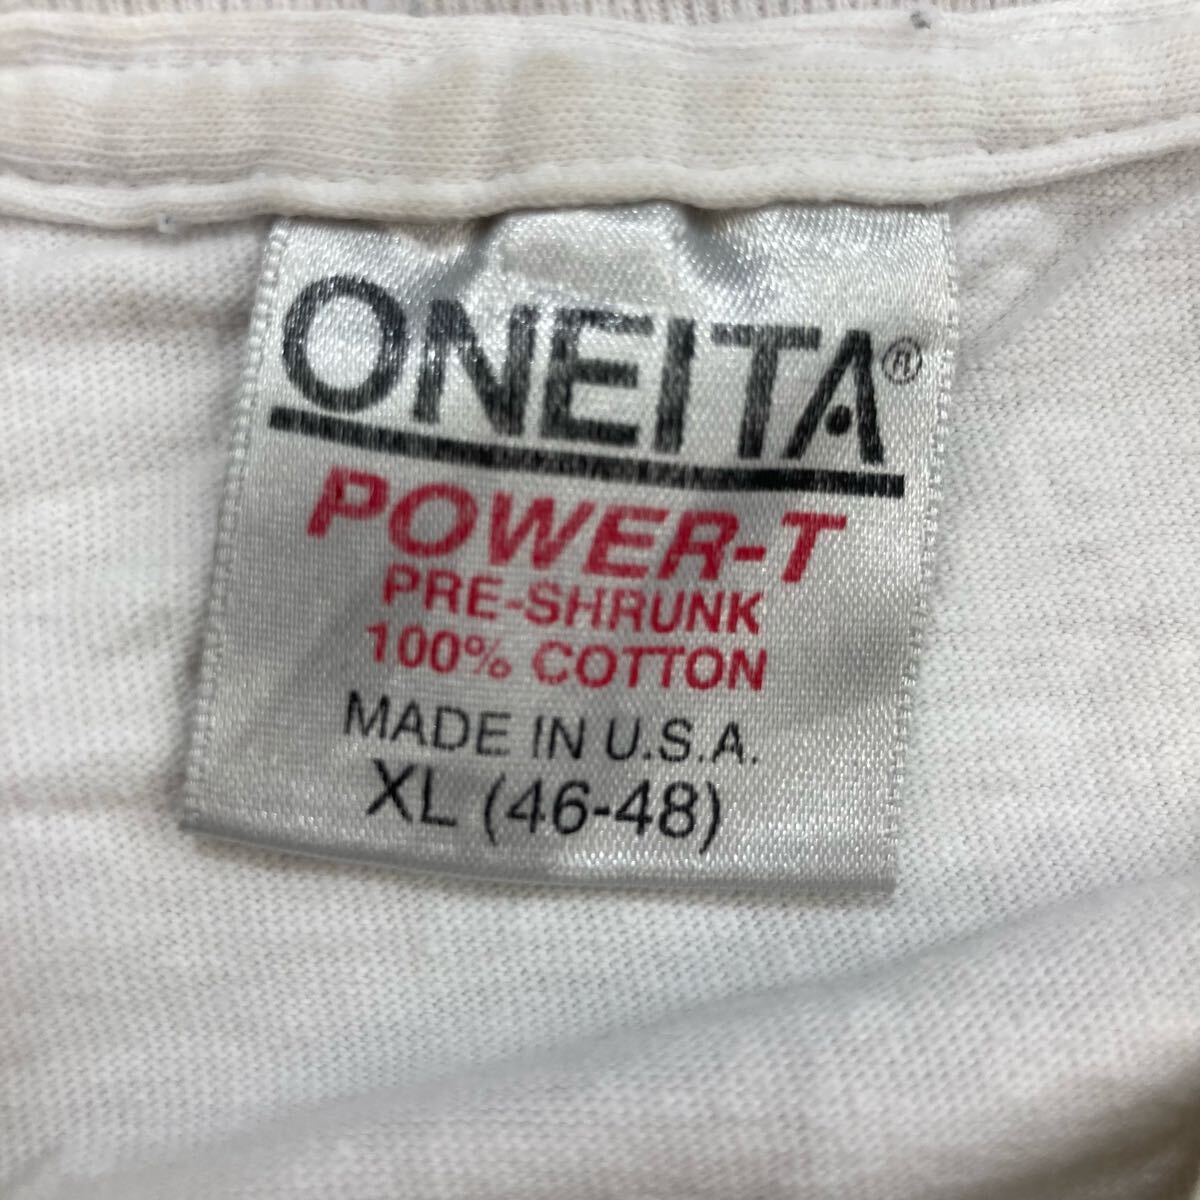 ONEITA®
POWER-T
PRE-SHRUNK
100% COTTON
MADE IN U.S.A.
XL (46-48)